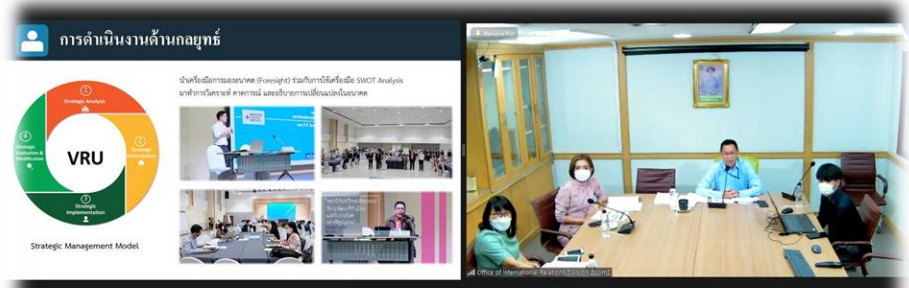 การดำเนินงานด้านกลยุทธ์
นำเครื่องมือการมองอนาคต (Foresight) ร่วมกับการใช้เครื่องมือ SWOT Analysis
มาทำการวิเคราะห์ คาดการณ์ และอธิบายการเปลี่ยนแปลงในอนาคต
1
Strategic Analysis
2
Strategic
Formulation
3
Strategic
Implementation
4
Strategic
Evaluation &
Modification
VRU
Strategic Management Model
Remove Pin
Office of International Relations Division Zoom2